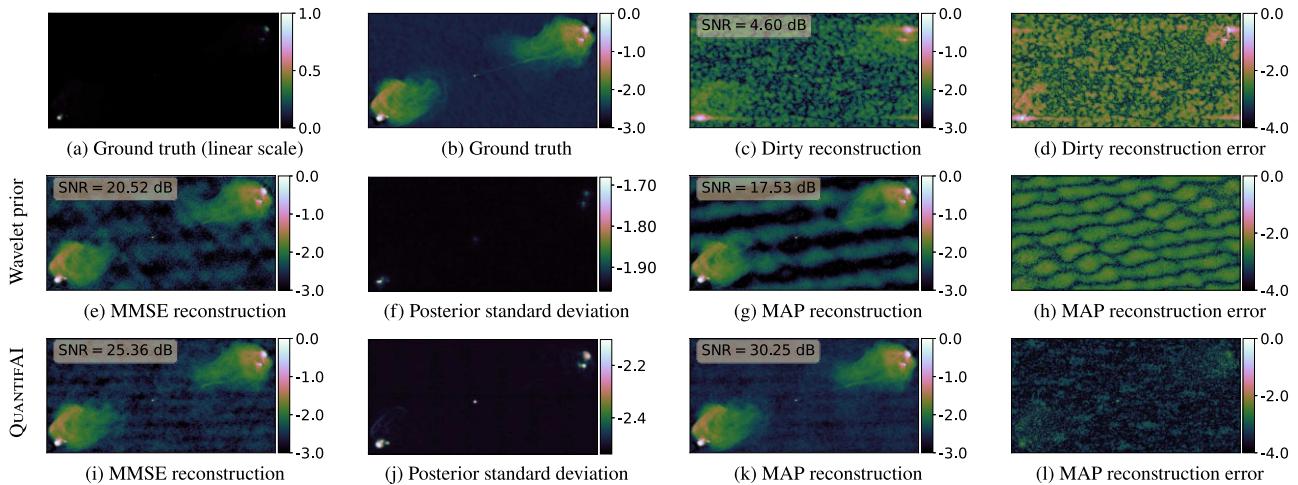 1.0
0.5
0.0
(a) Ground truth (linear scale)
0.0
-1.0
-2.0
-3.0
(b) Ground truth
SNR = 4.60 dB
0.0
-1.0
-2.0
-3.0
(c) Dirty reconstruction
0.0
-2.0
-4.0
(d) Dirty reconstruction error
Wavelet prior
SNR = 20.52 dB
0.0
-1.0
-2.0
-3.0
(e) MMSE reconstruction
-1.70
-1.80
-1.90
(f) Posterior standard deviation
SNR = 17.53 dB
0.0
-1.0
-2.0
-3.0
(g) MAP reconstruction
0.0
-2.0
-4.0
(h) MAP reconstruction error
QUANTIFAI
SNR = 25.36 dB
0.0
-1.0
-2.0
-3.0
(i) MMSE reconstruction
-2.2
-2.4
(j) Posterior standard deviation
SNR = 30.25 dB
0.0
-1.0
-2.0
-3.0
(k) MAP reconstruction
0.0
-2.0
-4.0
(l) MAP reconstruction error